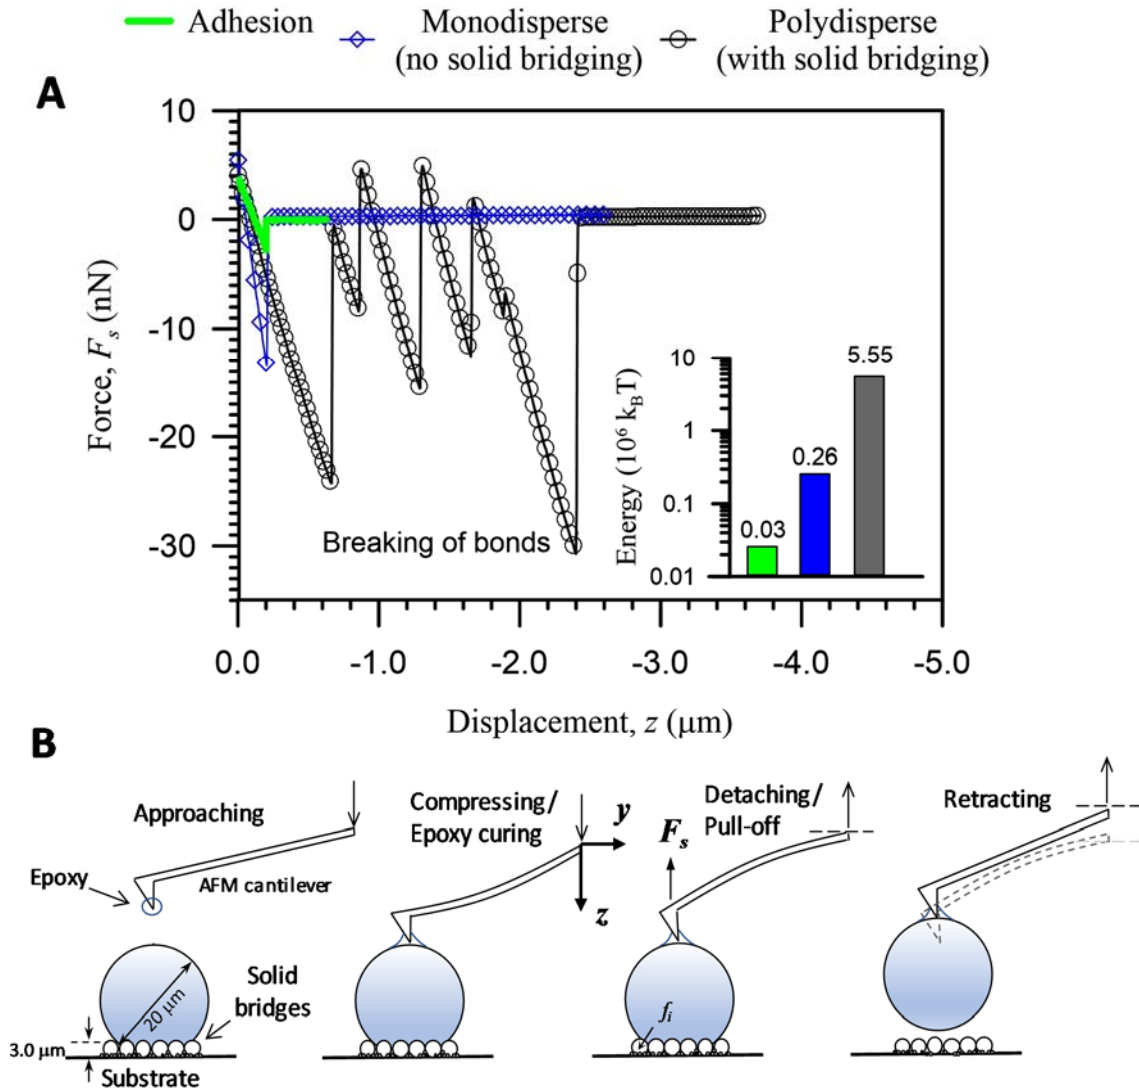 Adhesion
Monodisperse
(no solid bridging)
Polydisperse
(with solid bridging)
A
10
0
-10
-20
-30
Force, Fₛ (nN)
Breaking of bonds
Energy (10⁶ k_BT)
10
1
0.1
0.01
0.03
0.26
5.55
0.0
-1.0
-2.0
-3.0
-4.0
-5.0
Displacement, z (μm)
B
Approaching
Epoxy
AFM cantilever
20 μm
Solid
bridges
3.0 μm
Substrate
Compressing/
Epoxy curing
y
z
Detaching/
Pull-off
Fₛ
fᵢ
Retracting